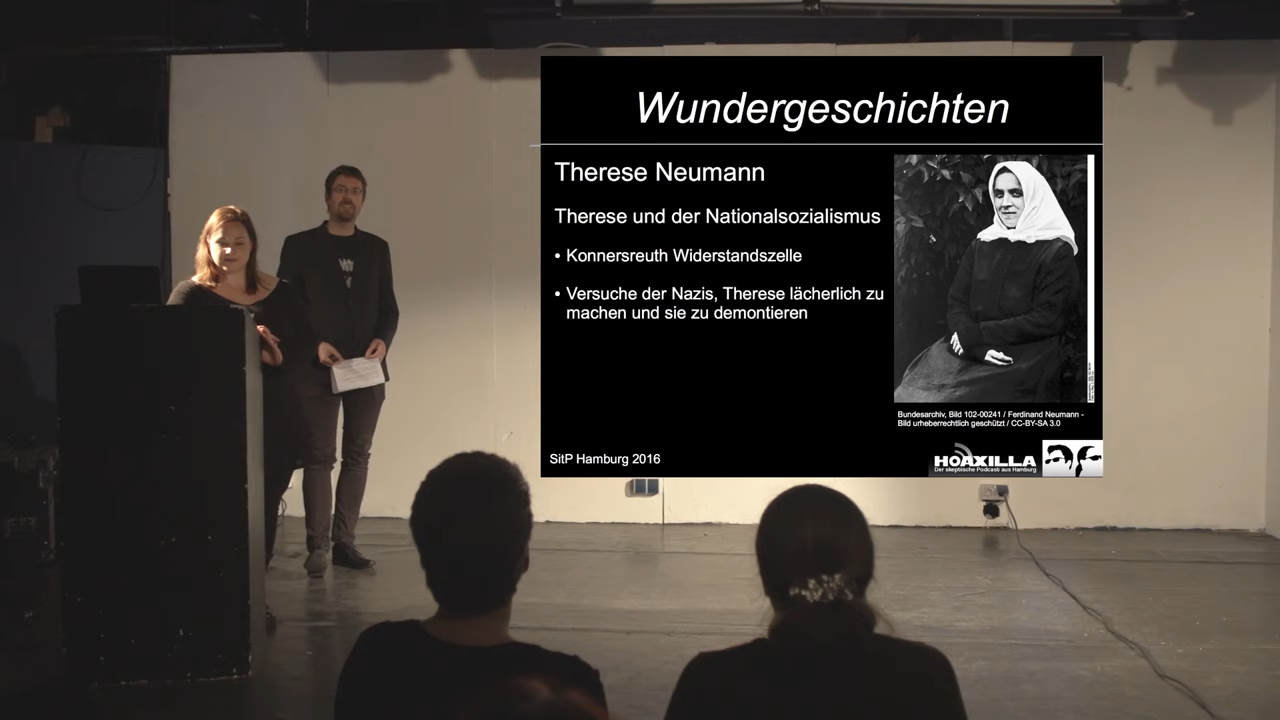 Wundergeschichten
Therese Neumann
Therese und der Nationalsozialismus
• Konnersreuth Widerstandszelle
• Versuche der Nazis, Therese lächerlich zu
machen und sie zu demontieren
Bundesarchiv, Bild 102-00241 / Ferdinand Neumann -
Bild urheberrechtlich geschützt / CC-BY-SA 3.0
SitP Hamburg 2016
HOAXILLA
Der skeptische Podcast aus Hamburg